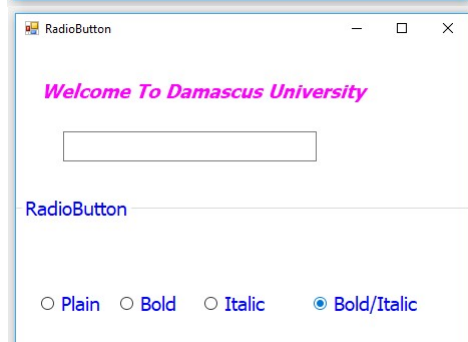 RadioButton
Welcome To Damascus University
RadioButton
Plain Bold Italic Bold/Italic